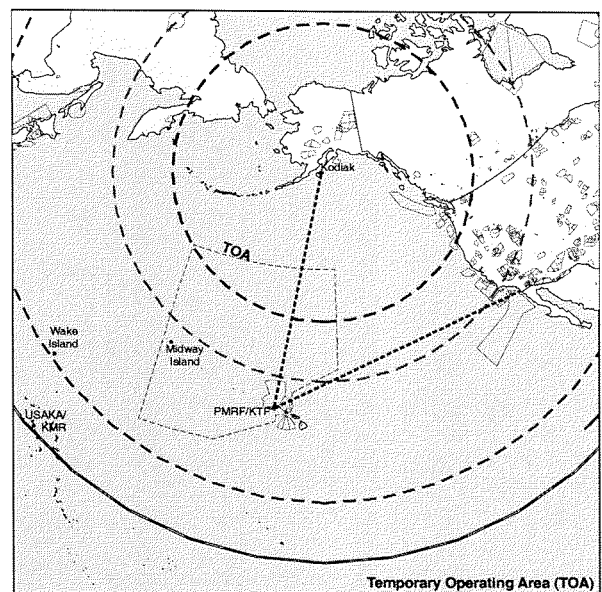 Kodiak
TOA
Wake
Island
Midway
Island
PMRF/KTF
USAKA/
KMR
Temporary Operating Area (TOA)